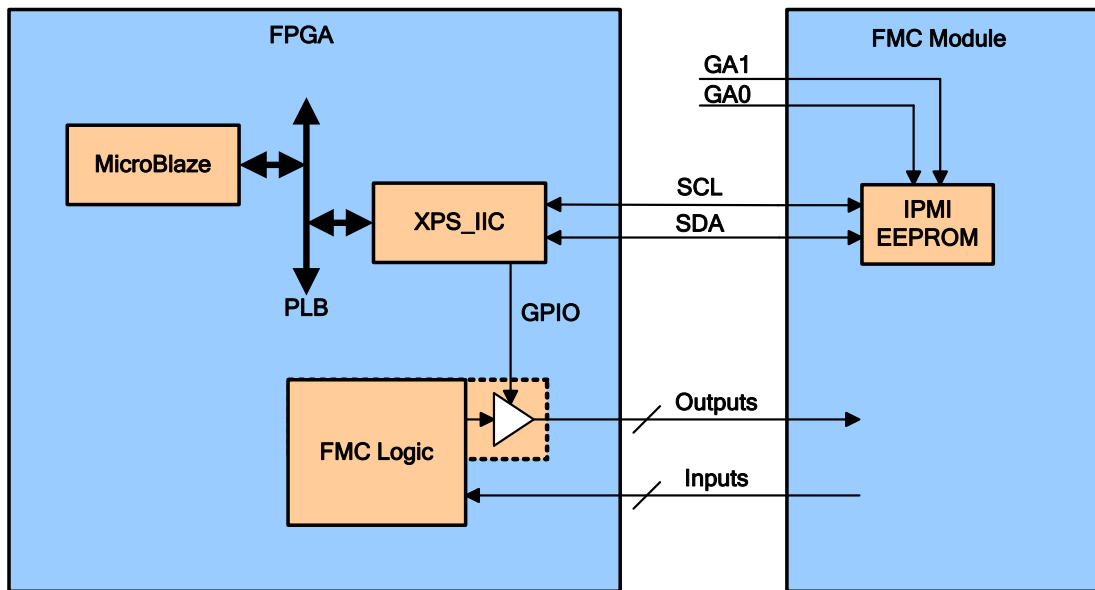 FPGA
FMC Module
GA1
GA0
MicroBlaze
SCL
XPS_IIC
IPMI
EEPROM
SDA
PLB
GPIO
Outputs
FMC Logic
Inputs